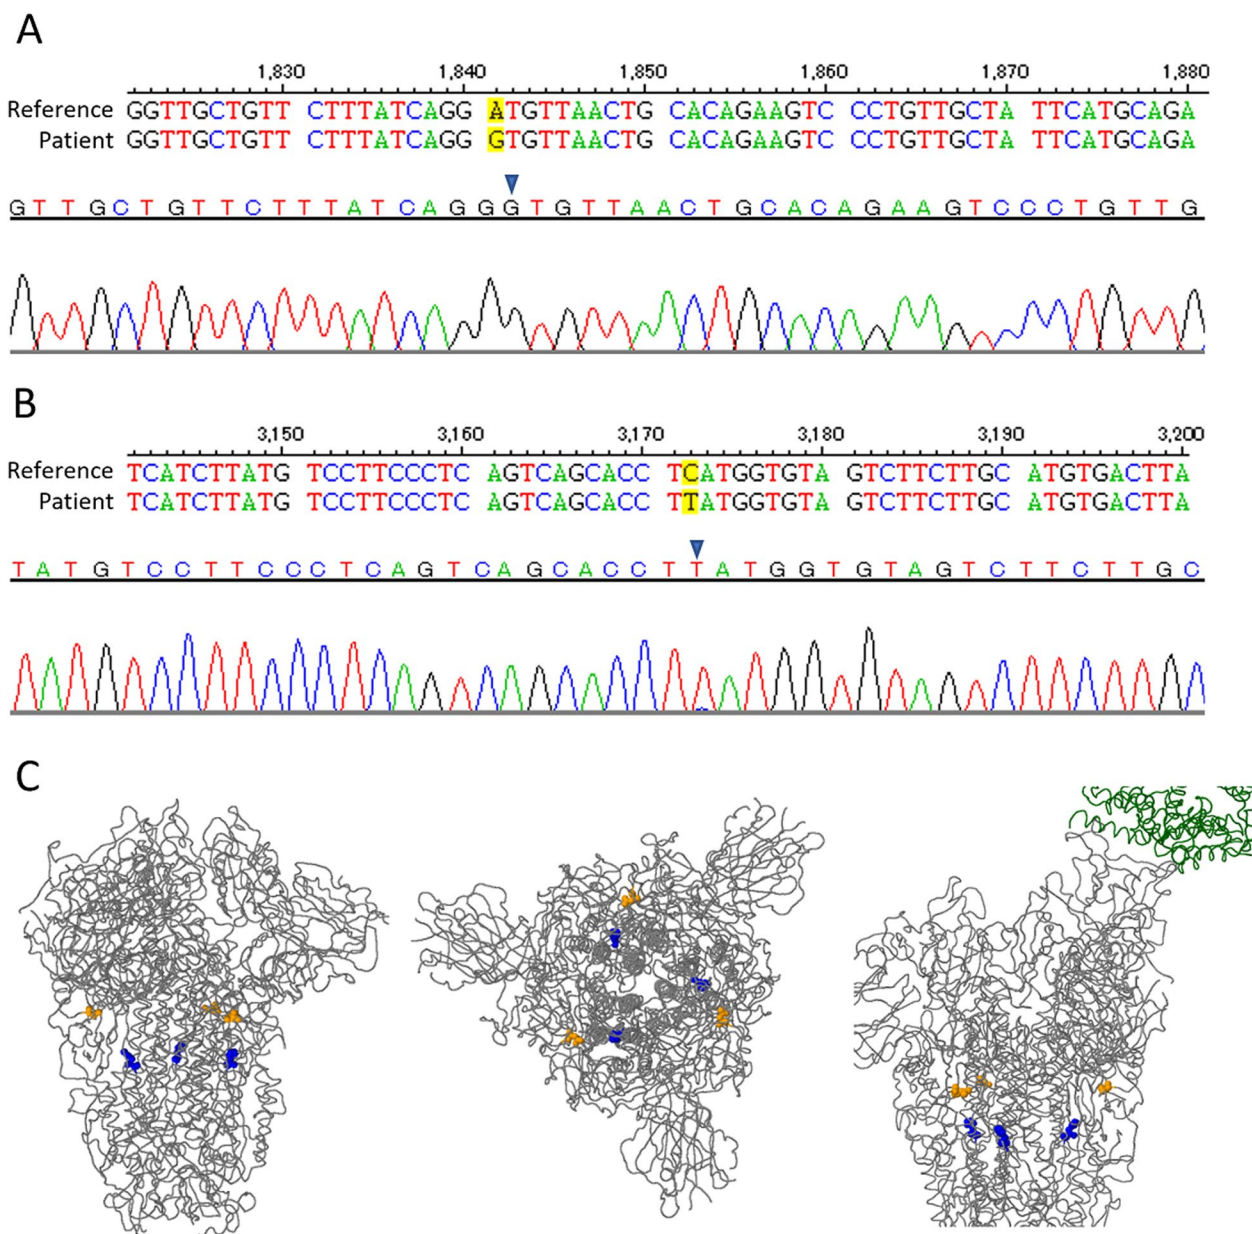 A
1,830 1,840 1,850 1,860 1,870 1,880
Reference GGTTGCTGTT CTTTATCAGG ATGTTAACTG CACAGAAGTC CCTGTTGCTA TTCATGCAGA
Patient GGTTGCTGTT CTTTATCAGG GTGTTAACTG CACAGAAGTC CCTGTTGCTA TTCATGCAGA
G T T G C T G T T C T T T A T C A G G G T G T T A A C T G C A C A G A A G T C C C T G T T G
B
3,150 3,160 3,170 3,180 3,190 3,200
Reference TCATCTTATG TCCTTCCCTC AGTCAGCACC TCATGGTGTA GTCTTCTTGC ATGTGACTTA
Patient TCATCTTATG TCCTTCCCTC AGTCAGCACC TTATGGTGTA GTCTTCTTGC ATGTGACTTA
T A T G T C C T T C C C T C A G T C A G C A C C T T A T G G T G T A G T C T T C T T G C
C